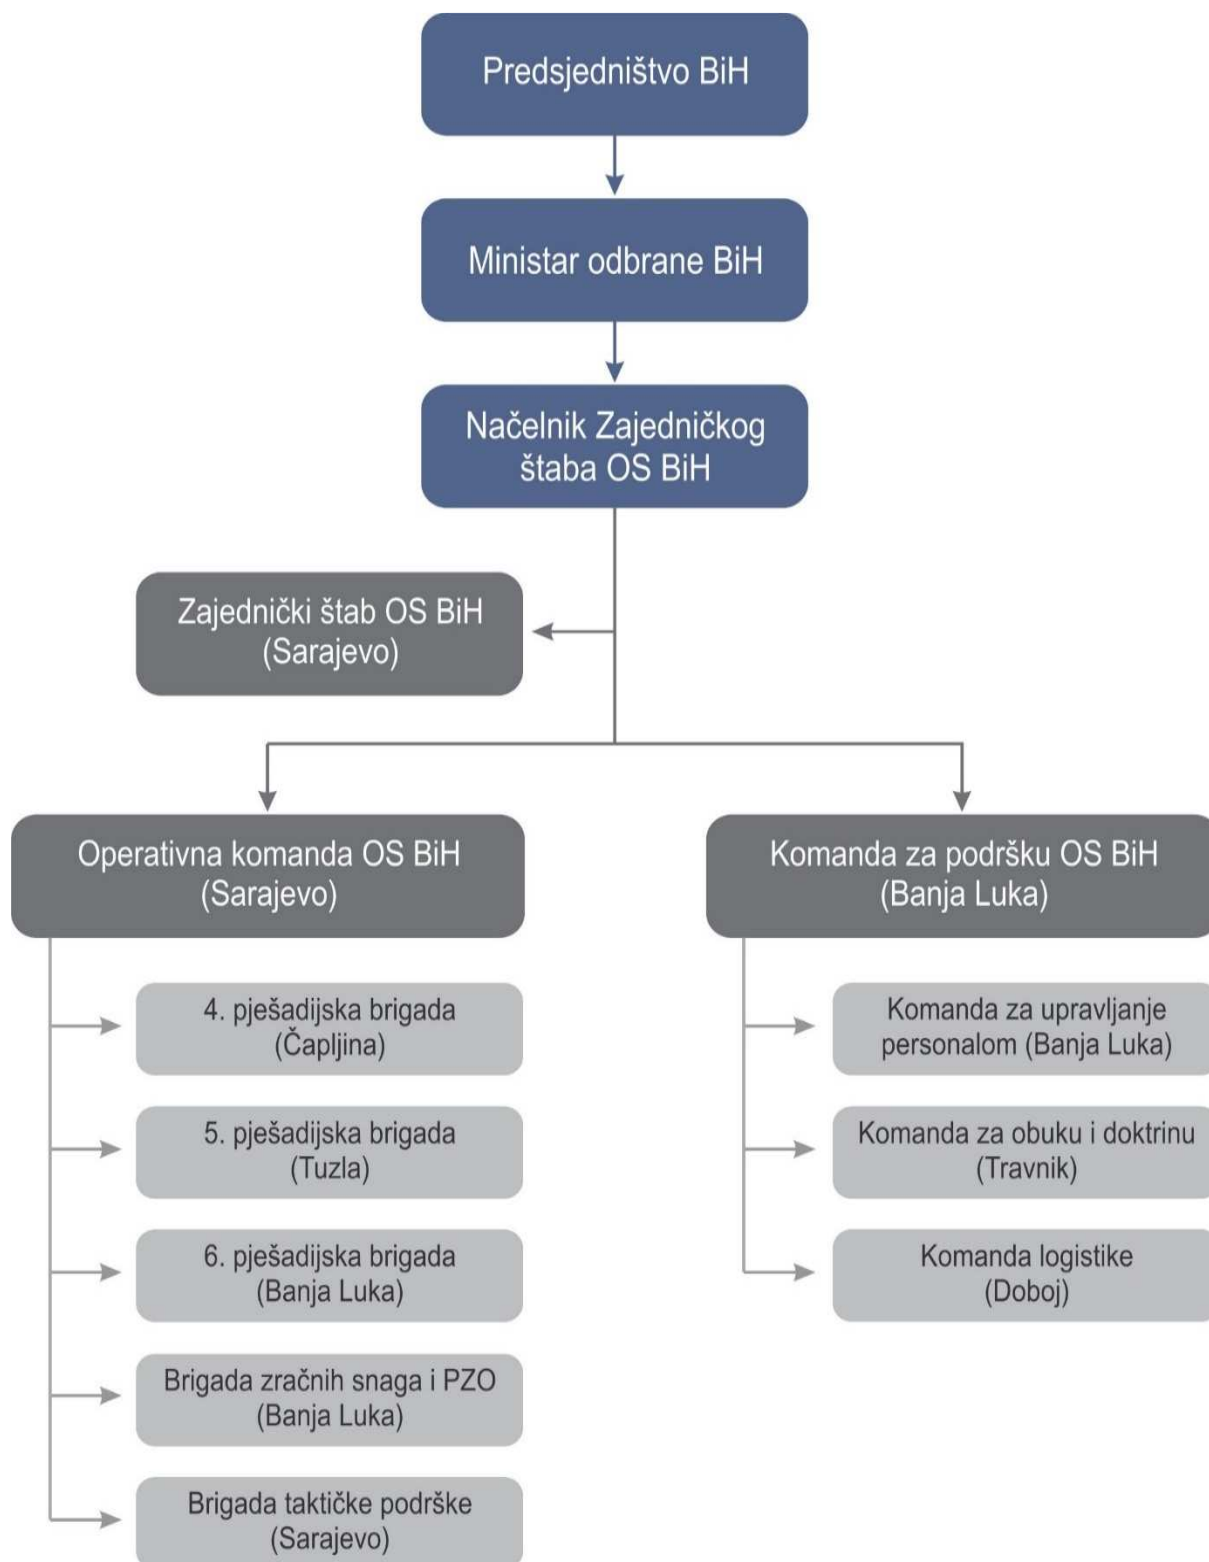 Predsjedništvo BiH
Ministar odbrane BiH
Načelnik Zajedničkog
štaba OS BiH
Zajednički štab OS BiH
(Sarajevo)
Operativna komanda OS BiH
(Sarajevo)
4. pješadijska brigada
(Čapljina)
5. pješadijska brigada
(Tuzla)
6. pješadijska brigada
(Banja Luka)
Brigada zračnih snaga i PZO
(Banja Luka)
Brigada taktičke podrške
(Sarajevo)
Komanda za podršku OS BiH
(Banja Luka)
Komanda za upravljanje
personalom (Banja Luka)
Komanda za obuku i doktrinu
(Travnik)
Komanda logistike
(Doboj)